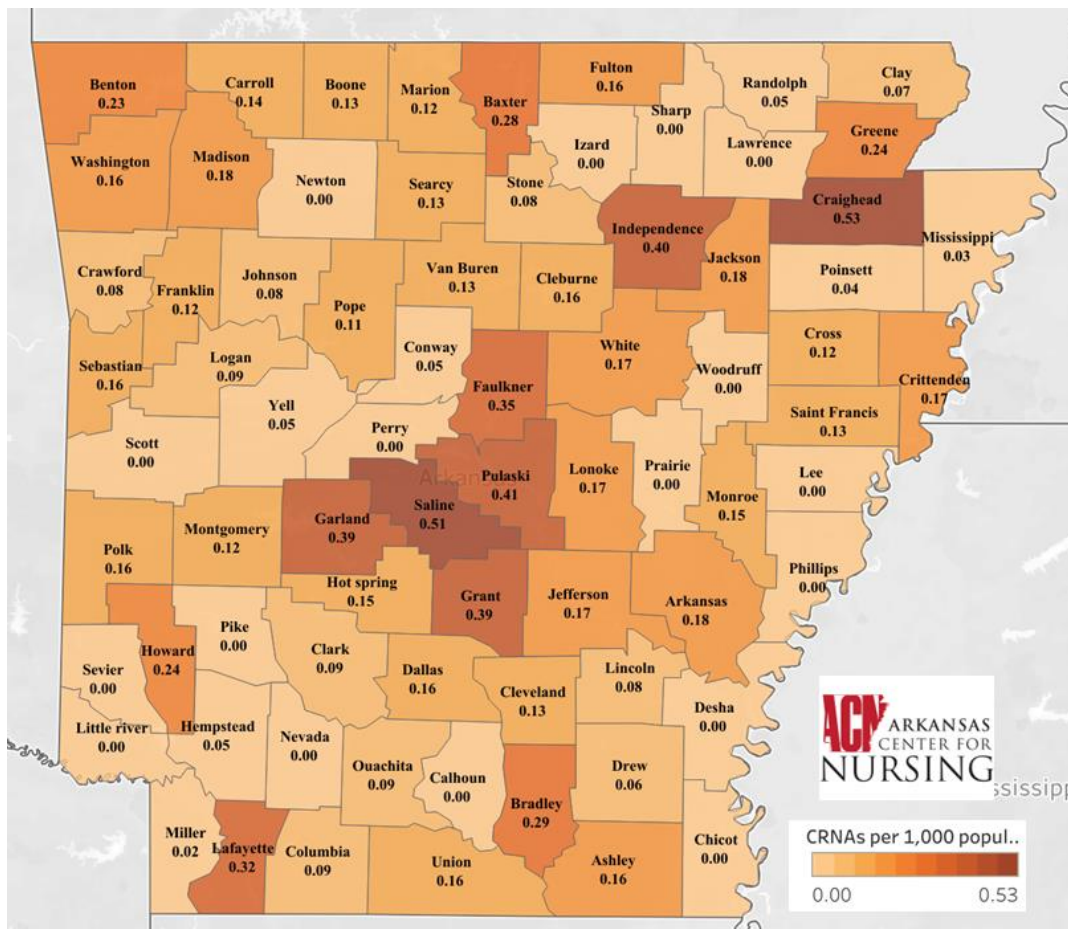 Benton
0.23
Carroll
0.14
Boone
0.13
Marion
0.12
Baxter
0.28
Fulton
0.16
Sharp
0.00
Randolph
0.05
Clay
0.07
Washington
0.16
Madison
0.18
Newton
0.00
Searcy
0.13
Stone
0.08
Izard
0.00
Lawrence
0.00
Greene
0.24
Independence
0.40
Jackson
0.18
Craighead
0.53
Mississippi
0.03
Crawford
0.08
Franklin
0.12
Johnson
0.08
Pope
0.11
Van Buren
0.13
Cleburne
0.16
Poinsett
0.04
Sebastian
0.16
Logan
0.09
Conway
0.05
Faulkner
0.35
White
0.17
Woodruff
0.00
Cross
0.12
Crittenden
0.17
Yell
0.05
Saint Francis
0.13
Scott
0.00
Perry
0.00
Arkansas
Pulaski
0.41
Lonoke
0.17
Prairie
0.00
Monroe
0.15
Lee
0.00
Polk
0.16
Montgomery
0.12
Garland
0.39
Saline
0.51
Phillips
0.00
Hot spring
0.15
Grant
0.39
Jefferson
0.17
Arkansas
0.18
Howard
0.24
Pike
0.00
Clark
0.09
Dallas
0.16
Cleveland
0.13
Lincoln
0.08
Desha
0.00
Sevier
0.00
Little river
0.00
Hempstead
0.05
Nevada
0.00
Ouachita
0.09
Calhoun
0.00
Bradley
0.29
Drew
0.06
Miller
0.02
Lafayette
0.32
Columbia
0.09
Union
0.16
Ashley
0.16
Chicot
0.00
ACN ARKANSAS
CENTER FOR
NURSING
ssissipp
CRNAs per 1,000 popul..
0.00 0.53